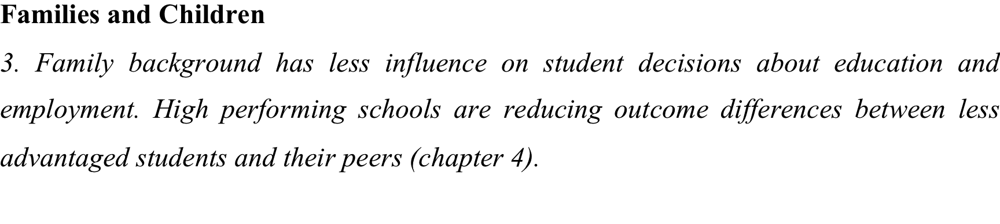 Families and Children
3. Family background has less influence on student decisions about education and
employment. High performing schools are reducing outcome differences between less
advantaged students and their peers (chapter 4).